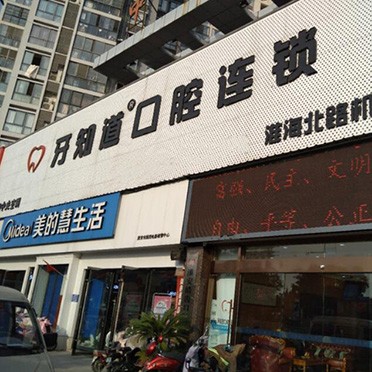 牙知道®口腔连锁
淮海北路机
Midea 美的慧生活
富强、民主、文明
自由、平等、公正